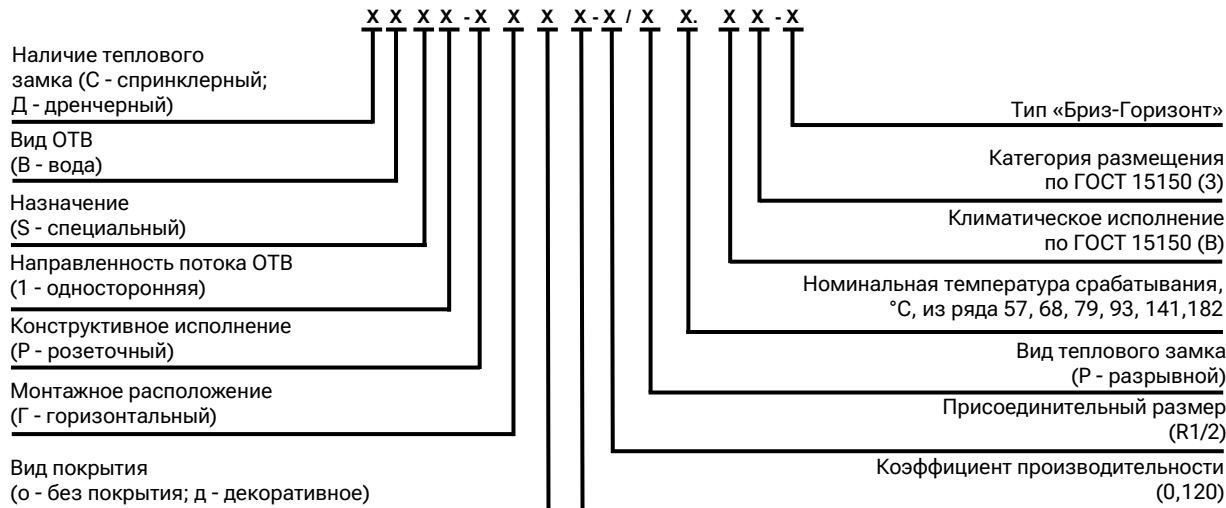 X X X X - X X X X - X / X X. X X - X
Наличие теплового
замка (С - спринклерный;
Д - дренчерный)
Вид ОТВ
(В - вода)
Назначение
(S - специальный)
Направленность потока ОТВ
(1 - односторонняя)
Конструктивное исполнение
(Р - розеточный)
Монтажное расположение
(Г - горизонтальный)
Вид покрытия
(о - без покрытия; д - декоративное)
Тип «Бриз-Горизонт»
Категория размещения
по ГОСТ 15150 (3)
Климатическое исполнение
по ГОСТ 15150 (В)
Номинальная температура срабатывания,
°С, из ряда 57, 68, 79, 93, 141,182
Вид теплового замка
(Р - разрывной)
Присоединительный размер
(R1/2)
Коэффициент производительности
(0,120)